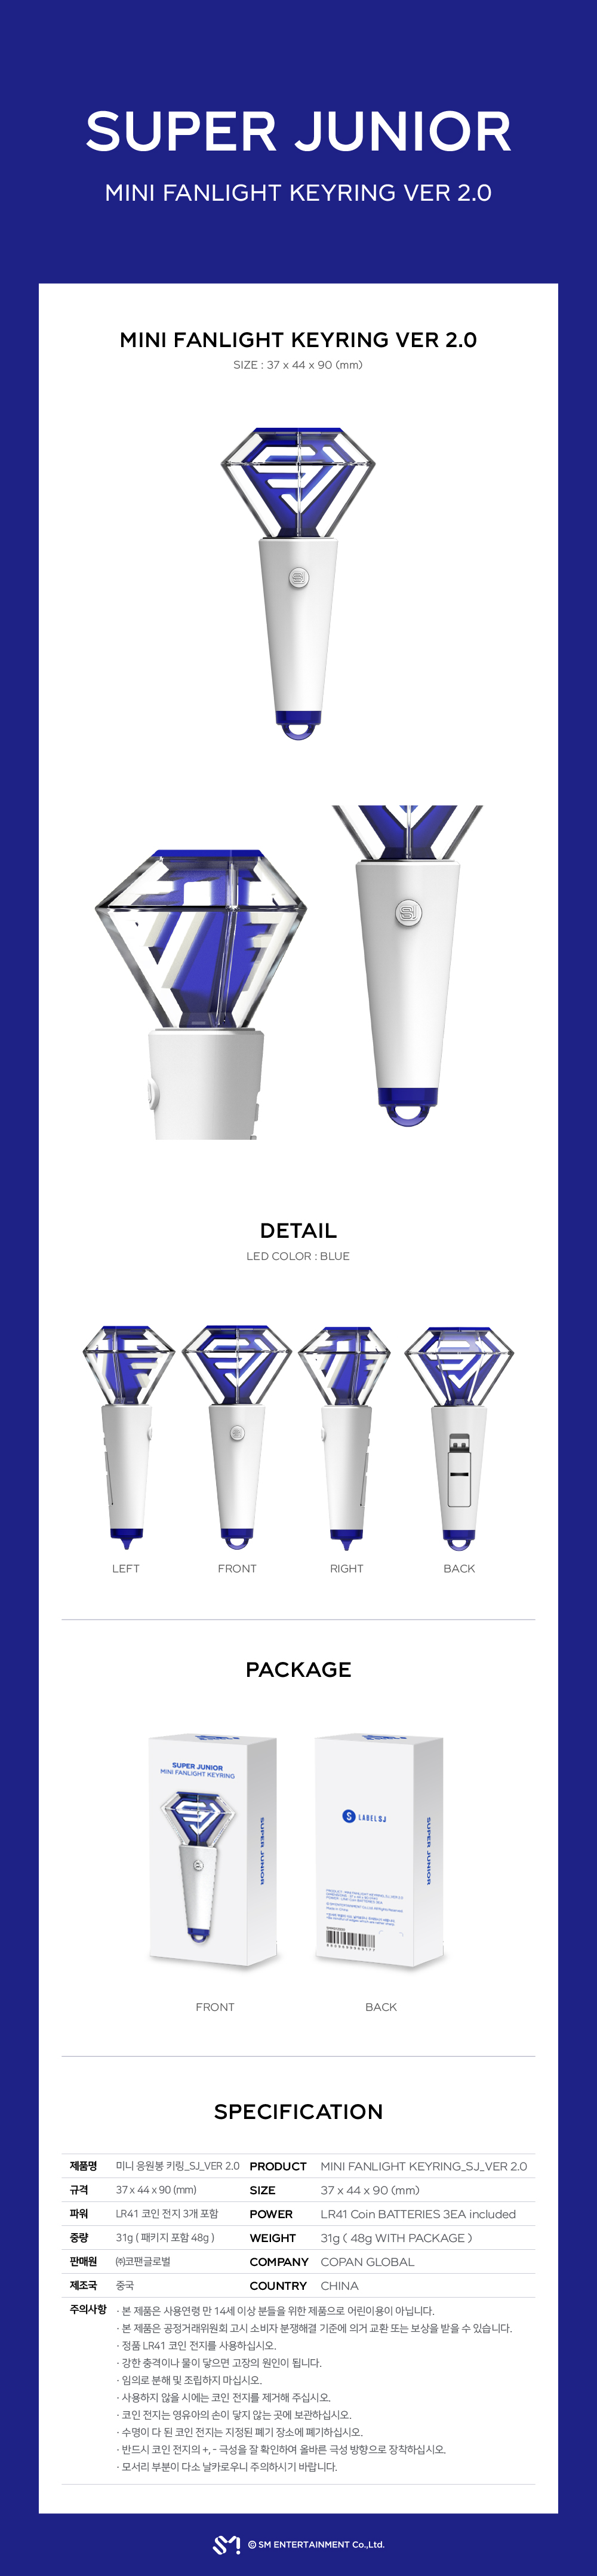 SUPER JUNIOR
MINI FANLIGHT KEYRING VER 2.0
MINI FANLIGHT KEYRING VER 2.0
SIZE : 37 x 44 x 90 (mm)
DETAIL
LED COLOR : BLUE
LEFT
FRONT
RIGHT
BACK
PACKAGE
SUPER JUNIOR
MINI FANLIGHT KEYRING
SUPER JUNIOR
S LABEL SJ
SUPER JUNIOR
FRONT
BACK
SPECIFICATION
제품명 미니 응원봉 키링_SJ_VER 2.0 PRODUCT MINI FANLIGHT KEYRING_SJ_VER 2.0
규격 37 x 44 x 90 (mm) SIZE 37 x 44 x 90 (mm)
파워 LR41 코인 전지 3개 포함 POWER LR41 Coin BATTERIES 3EA included
중량 31g ( 패키지 포함 48g ) WEIGHT 31g ( 48g WITH PACKAGE )
판매원 ㈜코팬글로벌 COMPANY COPAN GLOBAL
제조국 중국 COUNTRY CHINA
주의사항 · 본 제품은 사용연령 만 14세 이상 분들을 위한 제품으로 어린이용이 아닙니다.
· 본 제품은 공정거래위원회 고시 소비자 분쟁해결 기준에 의거 교환 또는 보상을 받을 수 있습니다.
· 정품 LR41 코인 전지를 사용하십시오.
· 강한 충격이나 물이 닿으면 고장의 원인이 됩니다.
· 임의로 분해 및 조립하지 마십시오.
· 사용하지 않을 시에는 코인 전지를 제거해 주십시오.
· 코인 전지는 영유아의 손이 닿지 않는 곳에 보관하십시오.
· 수명이 다 된 코인 전지는 지정된 폐기 장소에 폐기하십시오.
· 반드시 코인 전지의 +, - 극성을 잘 확인하여 올바른 극성 방향으로 장착하십시오.
· 모서리 부분이 다소 날카로우니 주의하시기 바랍니다.
SM © SM ENTERTAINMENT Co.,Ltd.